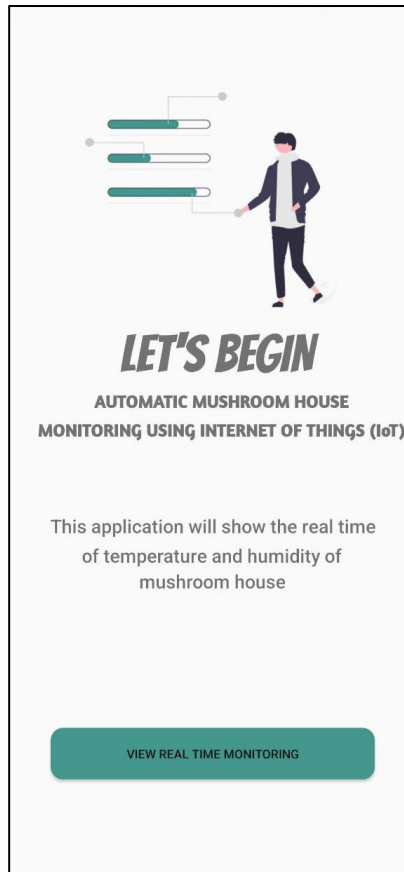 LET'S BEGIN
AUTOMATIC MUSHROOM HOUSE
MONITORING USING INTERNET OF THINGS (IoT)
This application will show the real time
of temperature and humidity of
mushroom house
VIEW REAL TIME MONITORING